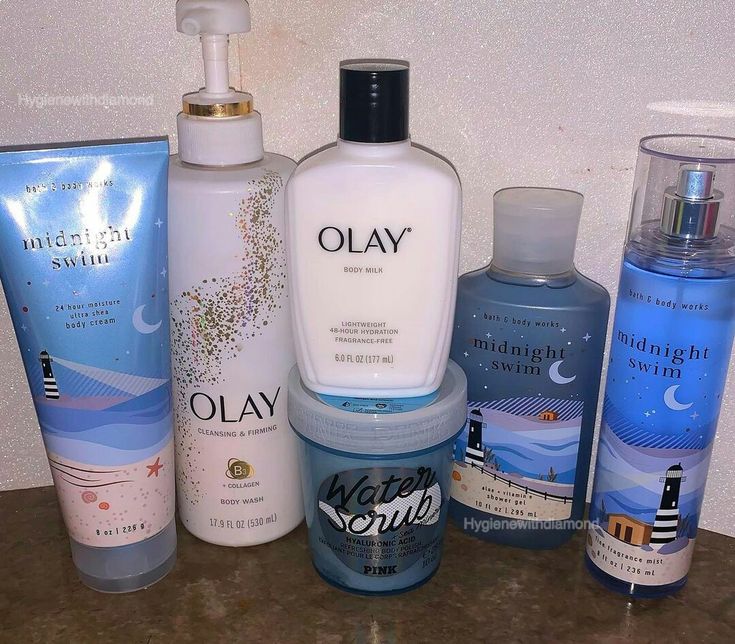 Hygienewithdiamond
bath & body works
midnight
swim
24 hour moisture
ultra shea
body cream
8 oz / 226 g
OLAY
CLEANSING & FIRMING
B3
+ COLLAGEN
BODY WASH
17.9 FL OZ (530 mL)
OLAY®
BODY MILK
LIGHTWEIGHT
48-HOUR HYDRATION
FRAGRANCE-FREE
6.0 FL OZ (177 mL)
Water
Scrub
HYALURONIC ACID
REFRESHING BODY POLISH
PINK
bath & body works
midnight
swim
aloe + vitamin e
shower gel
10 fl oz / 295 mL
Hygienewithdiamond
bath & body works
midnight
swim
fine fragrance mist
8 fl oz / 236 mL